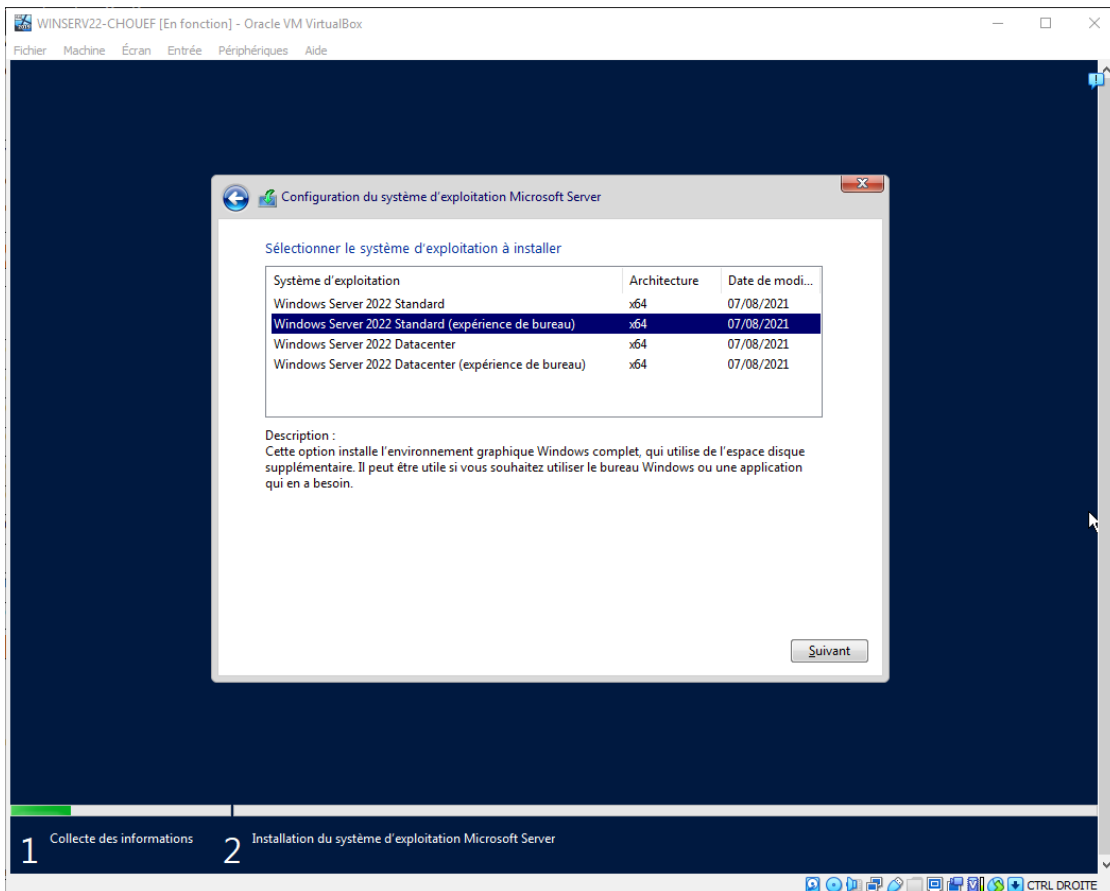 WINSERV22-CHOUEF [En fonction] - Oracle VM VirtualBox
Fichier Machine Écran Entrée Périphériques Aide
Configuration du système d'exploitation Microsoft Server
Sélectionner le système d'exploitation à installer
Système d'exploitation Architecture Date de modi...
Windows Server 2022 Standard x64 07/08/2021
Windows Server 2022 Standard (expérience de bureau) x64 07/08/2021
Windows Server 2022 Datacenter x64 07/08/2021
Windows Server 2022 Datacenter (expérience de bureau) x64 07/08/2021
Description :
Cette option installe l'environnement graphique Windows complet, qui utilise de l'espace disque
supplémentaire. Il peut être utile si vous souhaitez utiliser le bureau Windows ou une application
qui en a besoin.
Suivant
1 Collecte des informations 2 Installation du système d'exploitation Microsoft Server
CTRL DROITE